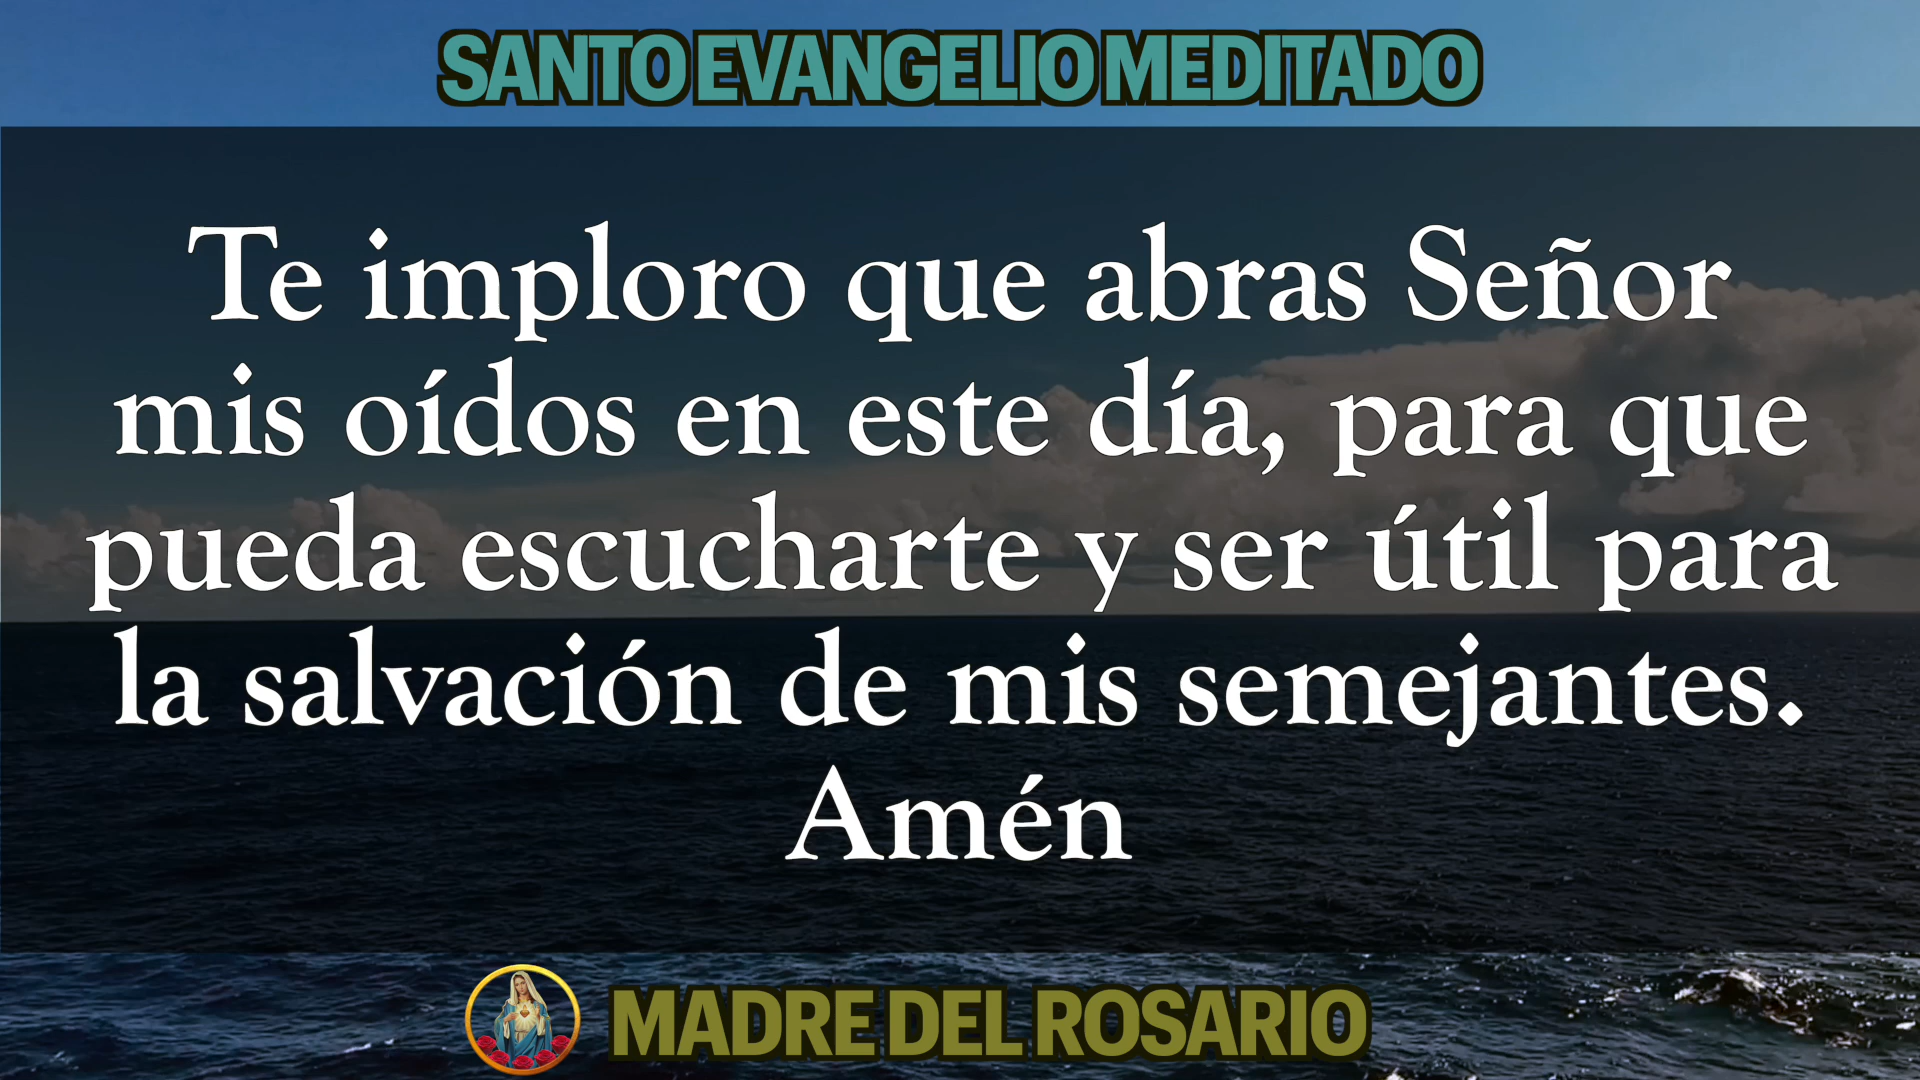 SANTO EVANGELIO MEDITADO
Te imploro que abras Señor
mis oídos en este día, para que
pueda escucharte y ser útil para
la salvación de mis semejantes.
Amén
MADRE DEL ROSARIO